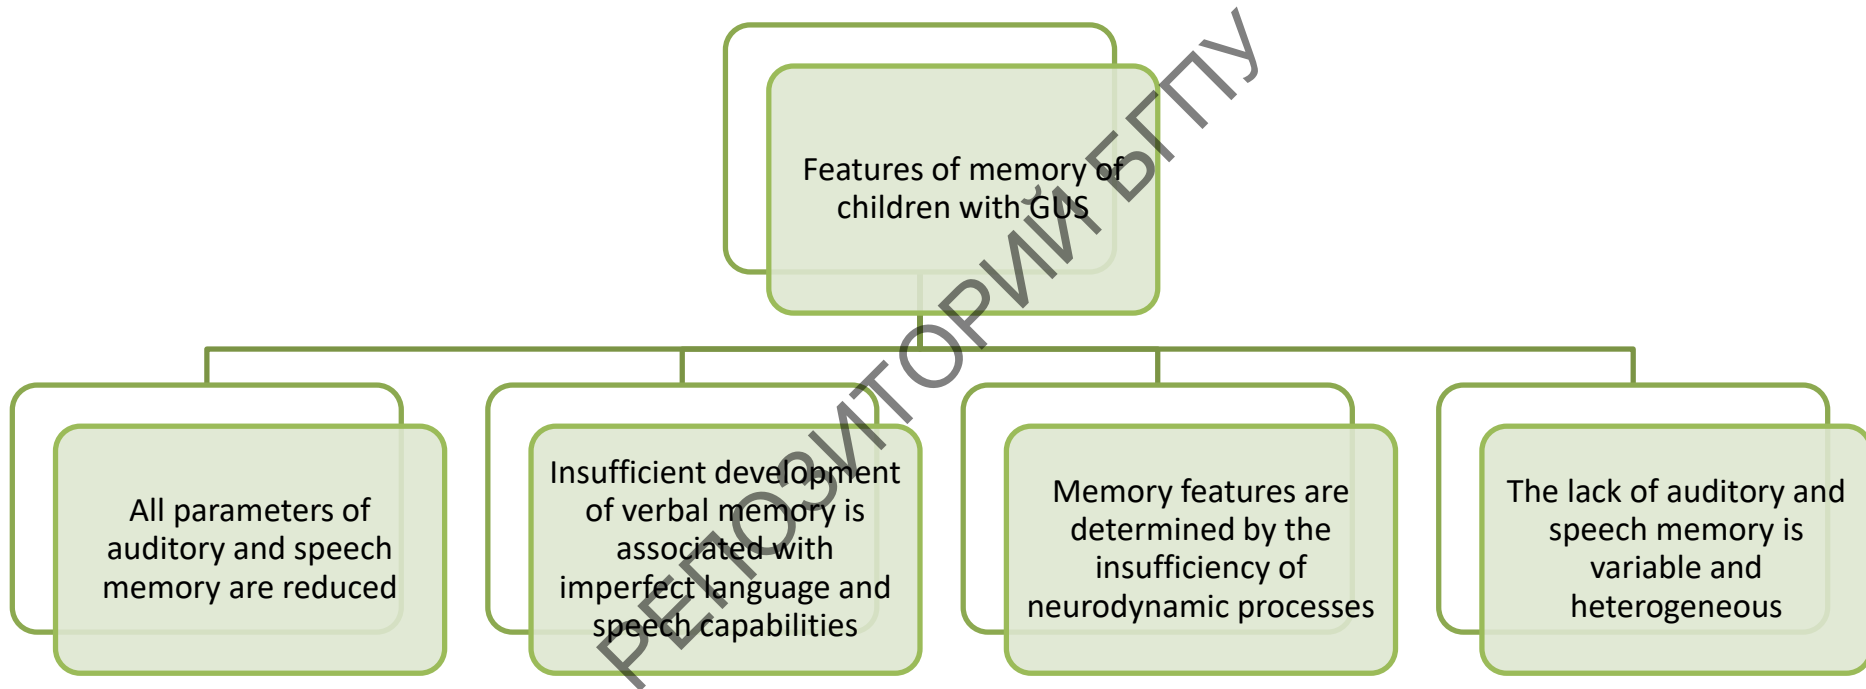 Features of memory of
children with GUS
All parameters of
auditory and speech
memory are reduced
Insufficient development
of verbal memory is
associated with
imperfect language and
speech capabilities
Memory features are
determined by the
insufficiency of
neurodynamic processes
The lack of auditory and
speech memory is
variable and
heterogeneous
РЕПОЗИТОРИЙ БГПУ